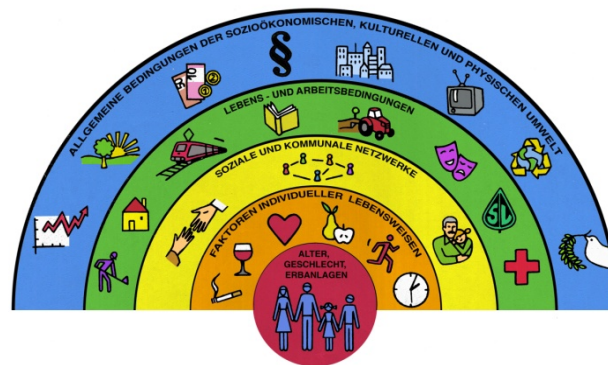 ALLGEMEINE BEDINGUNGEN DER SOZIOÖKONOMISCHEN, KULTURELLEN UND PHYSISCHEN UMWELT
§
LEBENS - UND ARBEITSBEDINGUNGEN
SOZIALE UND KOMMUNALE NETZWERKE
FAKTOREN INDIVIDUELLER LEBENSWEISEN
ALTER,
GESCHLECHT,
ERBANLAGEN